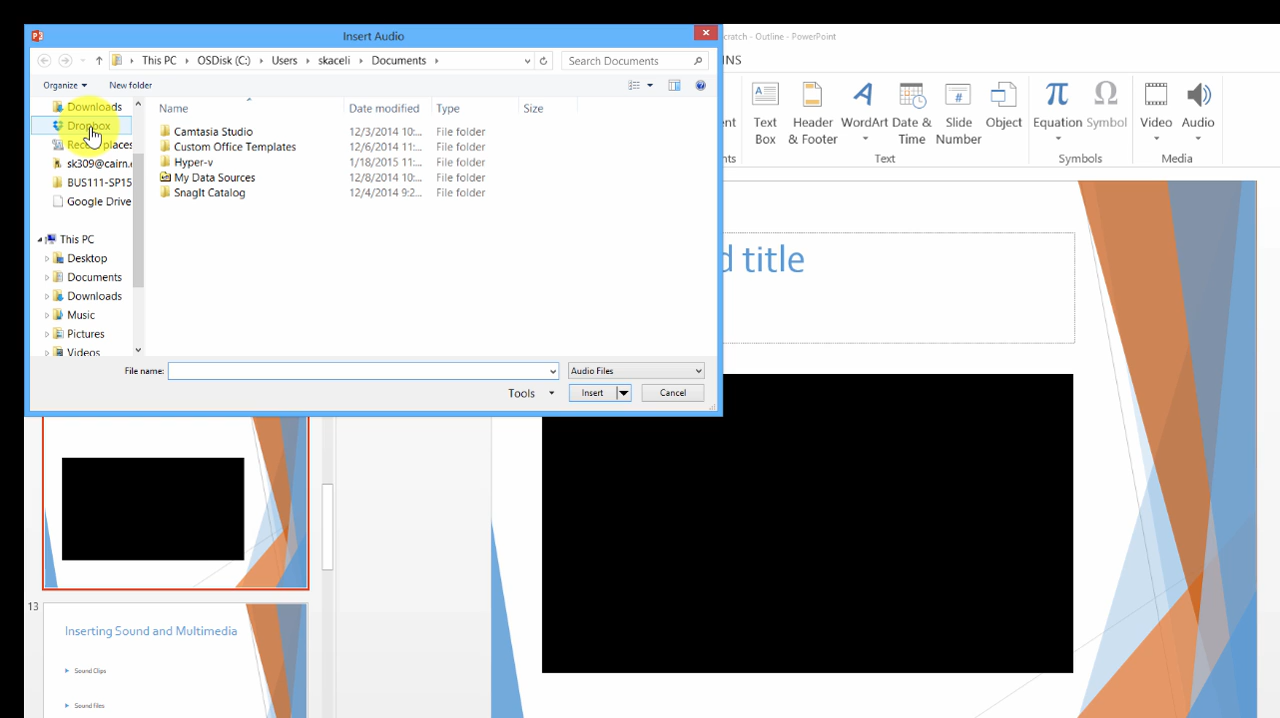 Insert Audio
cratch - Outline - PowerPoint
This PC OSDisk (C:) Users skaceli Documents
Search Documents
NS
Organize New folder
Name Date modified Type Size
Downloads
Dropbox
places
sk309@cairn.
BUS111-SP15
Google Drive
This PC
Desktop
Documents
Downloads
Music
Pictures
Videos
Camtasia Studio 12/3/2014 10:... File folder
Custom Office Templates 12/6/2014 11:... File folder
Hyper-v 1/18/2015 11:... File folder
My Data Sources 12/8/2014 10:... File folder
SnagIt Catalog 12/4/2014 9:2... File folder
File name: Audio Files
Tools Insert Cancel
ent
Text Box
Header & Footer
WordArt
Date & Time
Slide Number
Object
Equation
Symbol
Video
Audio
nts
Text
Symbols
Media
d title
13
Inserting Sound and Multimedia
Sound Clips
Sound files